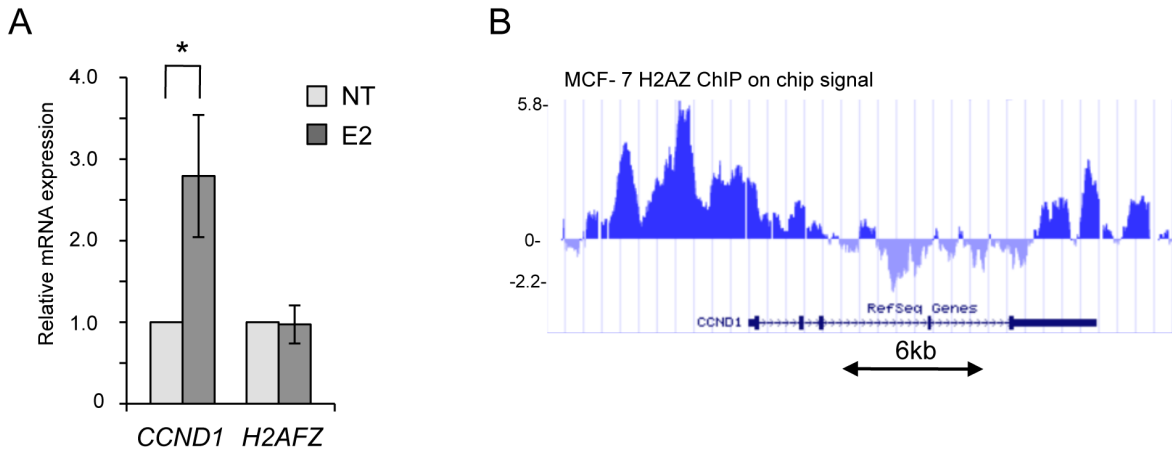 A
*
4.0
3.0
2.0
1.0
0
Relative mRNA expression
NT
E2
CCND1 H2AFZ
B
MCF- 7 H2AZ ChIP on chip signal
5.8-
0-
-2.2-
RefSeq Genes
CCND1
6kb